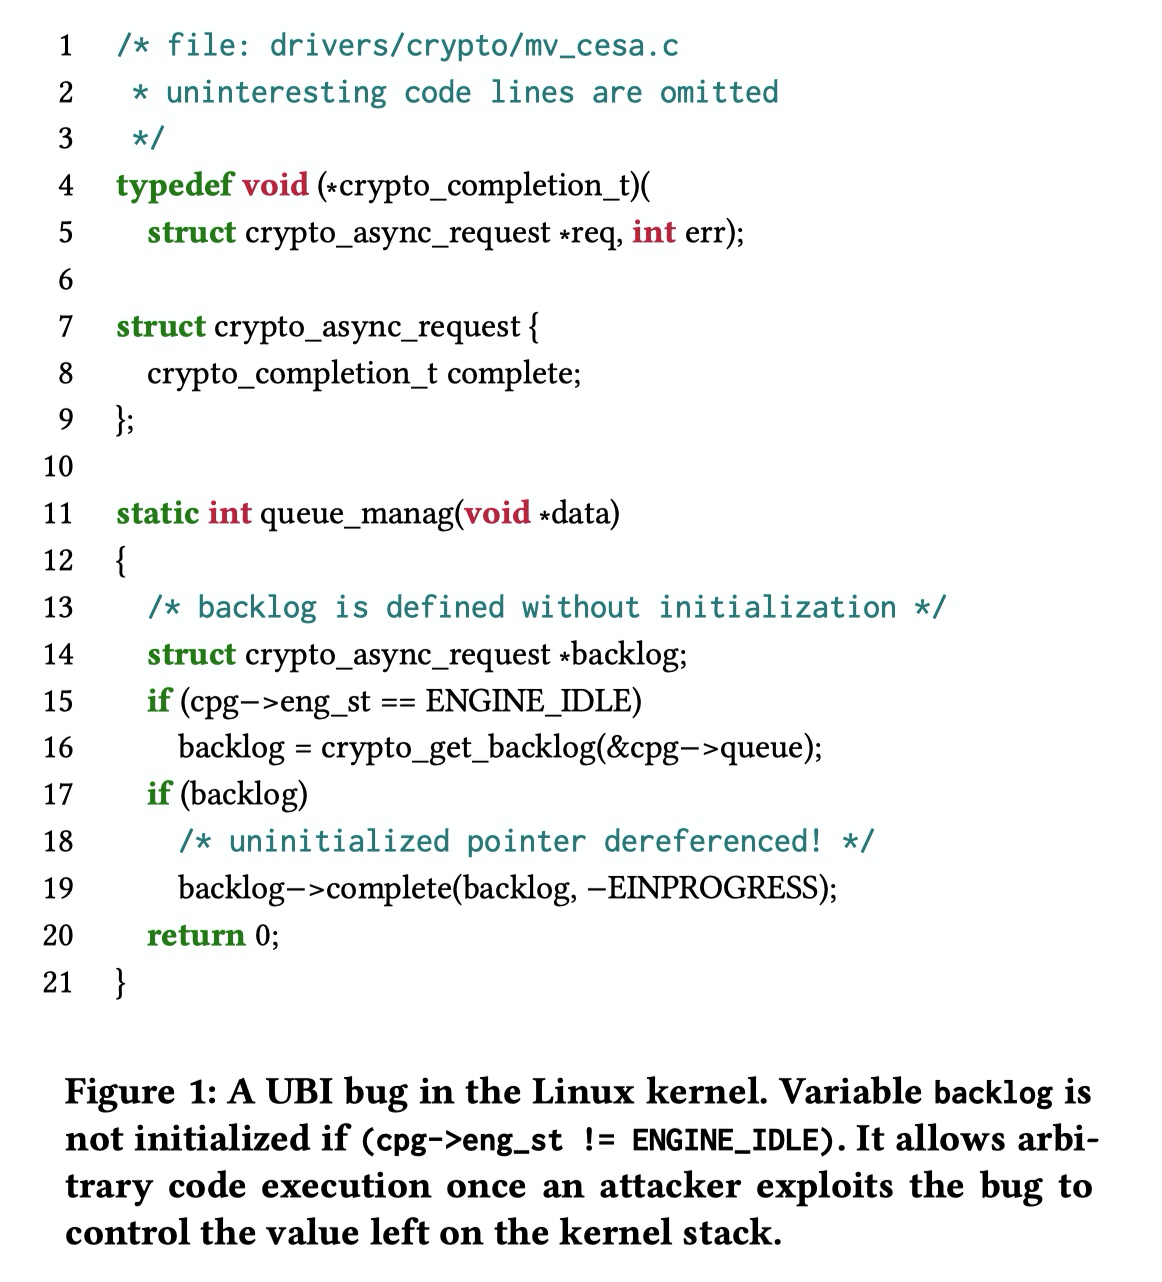 1 /* file: drivers/crypto/mv_cesa.c
2 * uninteresting code lines are omitted
3 */
4 typedef void (*crypto_completion_t)(
5 struct crypto_async_request *req, int err);
6
7 struct crypto_async_request {
8 crypto_completion_t complete;
9 };
10
11 static int queue_manag(void *data)
12 {
13 /* backlog is defined without initialization */
14 struct crypto_async_request *backlog;
15 if (cpg−>eng_st == ENGINE_IDLE)
16 backlog = crypto_get_backlog(&cpg−>queue);
17 if (backlog)
18 /* uninitialized pointer dereferenced! */
19 backlog−>complete(backlog, −EINPROGRESS);
20 return 0;
21 }
Figure 1: A UBI bug in the Linux kernel. Variable backlog is
not initialized if (cpg->eng_st != ENGINE_IDLE). It allows arbi-
trary code execution once an attacker exploits the bug to
control the value left on the kernel stack.